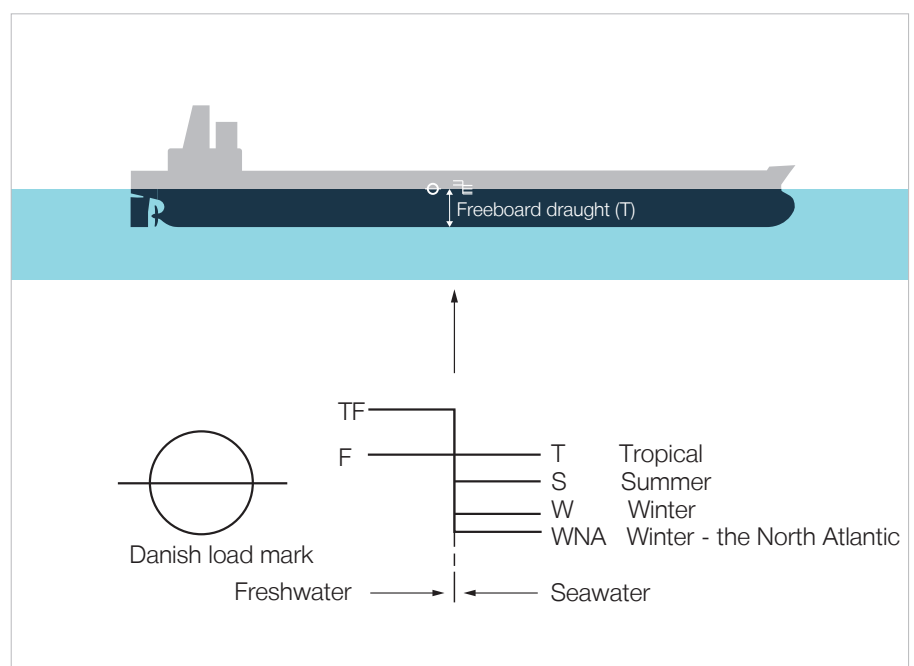 Freeboard draught (T)
TF
F
T Tropical
S Summer
W Winter
WNA Winter - the North Atlantic
Danish load mark
Freshwater
Seawater